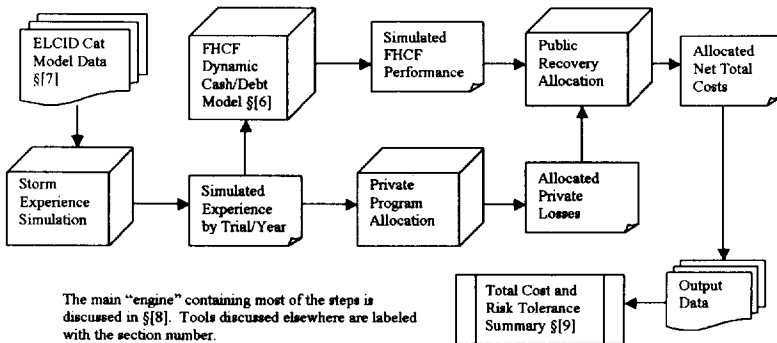 ELCID Cat
Model Data
§[7]
FHCF
Dynamic
Cash/Debt
Model §[6]
Simulated
FHCF
Performance
Public
Recovery
Allocation
Allocated
Net Total
Costs
Storm
Experience
Simulation
Simulated
Experience
by Trial/Year
Private
Program
Allocation
Allocated
Private
Losses
The main “engine” containing most of the steps is
discussed in §[8]. Tools discussed elsewhere are labeled
with the section number.
Total Cost and
Risk Tolerance
Summary §[9]
Output
Data